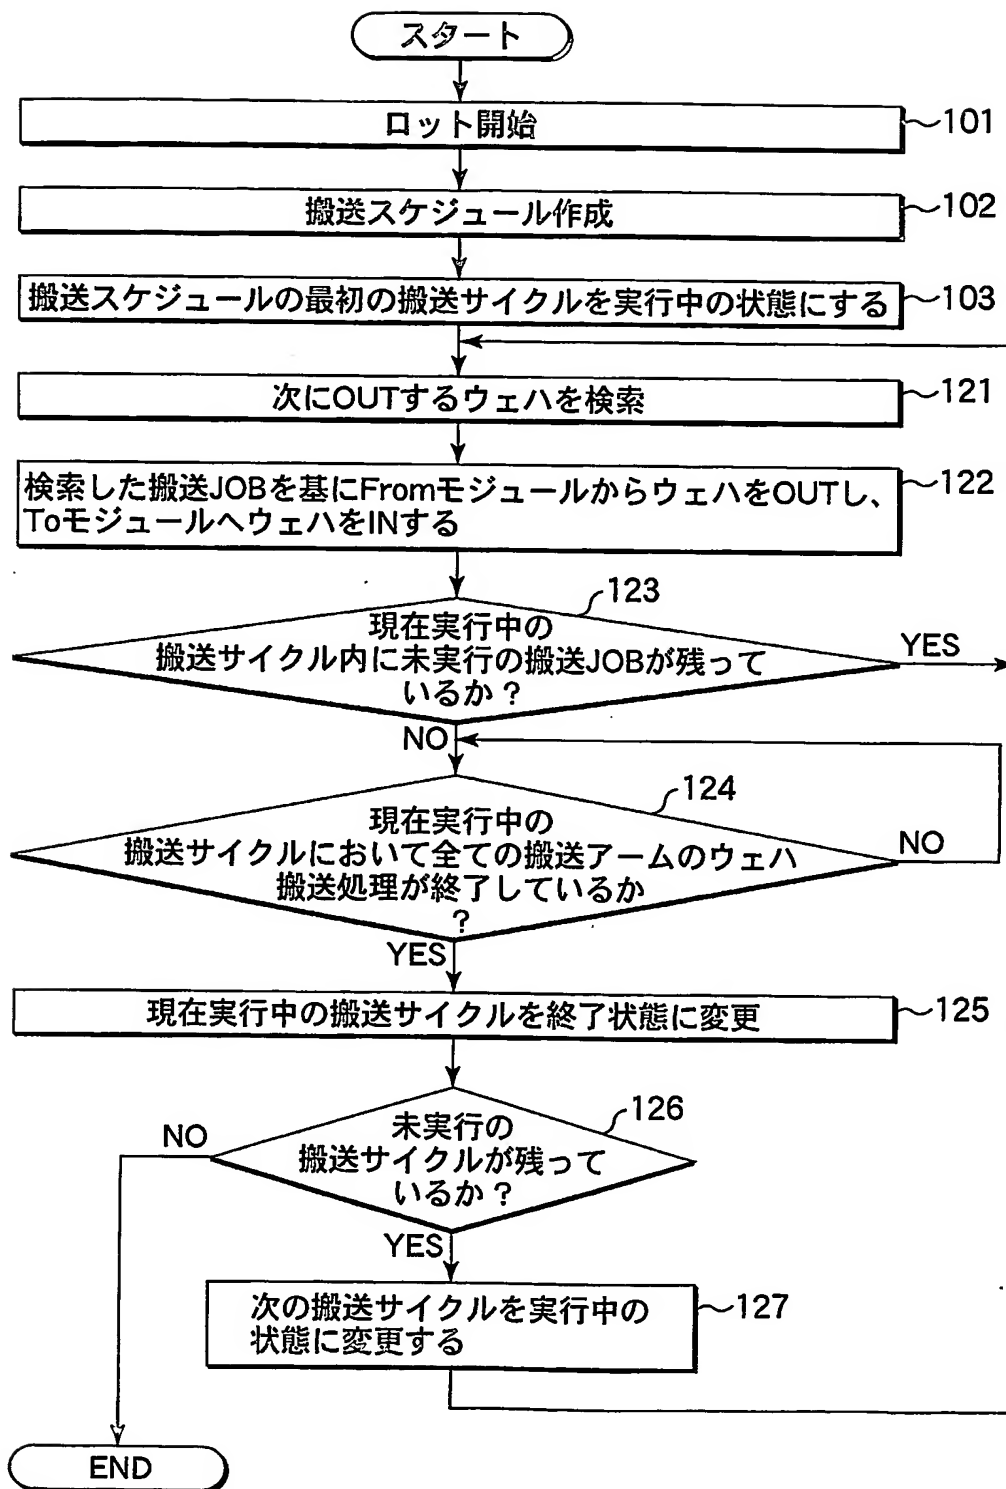 スタート
ロット開始
101
搬送スケジュール作成
102
搬送スケジュールの最初の搬送サイクルを実行中の状態にする
103
次にOUTするウェハを検索
121
検索した搬送JOBを基にFromモジュールからウェハをOUTし、
ToモジュールへウェハをINする
122
123
現在実行中の
搬送サイクル内に未実行の搬送JOBが残って
いるか？
YES
NO
124
現在実行中の
搬送サイクルにおいて全ての搬送アームのウェハ
搬送処理が終了しているか
？
NO
YES
現在実行中の搬送サイクルを終了状態に変更
125
126
未実行の
搬送サイクルが残って
いるか？
NO
YES
次の搬送サイクルを実行中の
状態に変更する
127
END